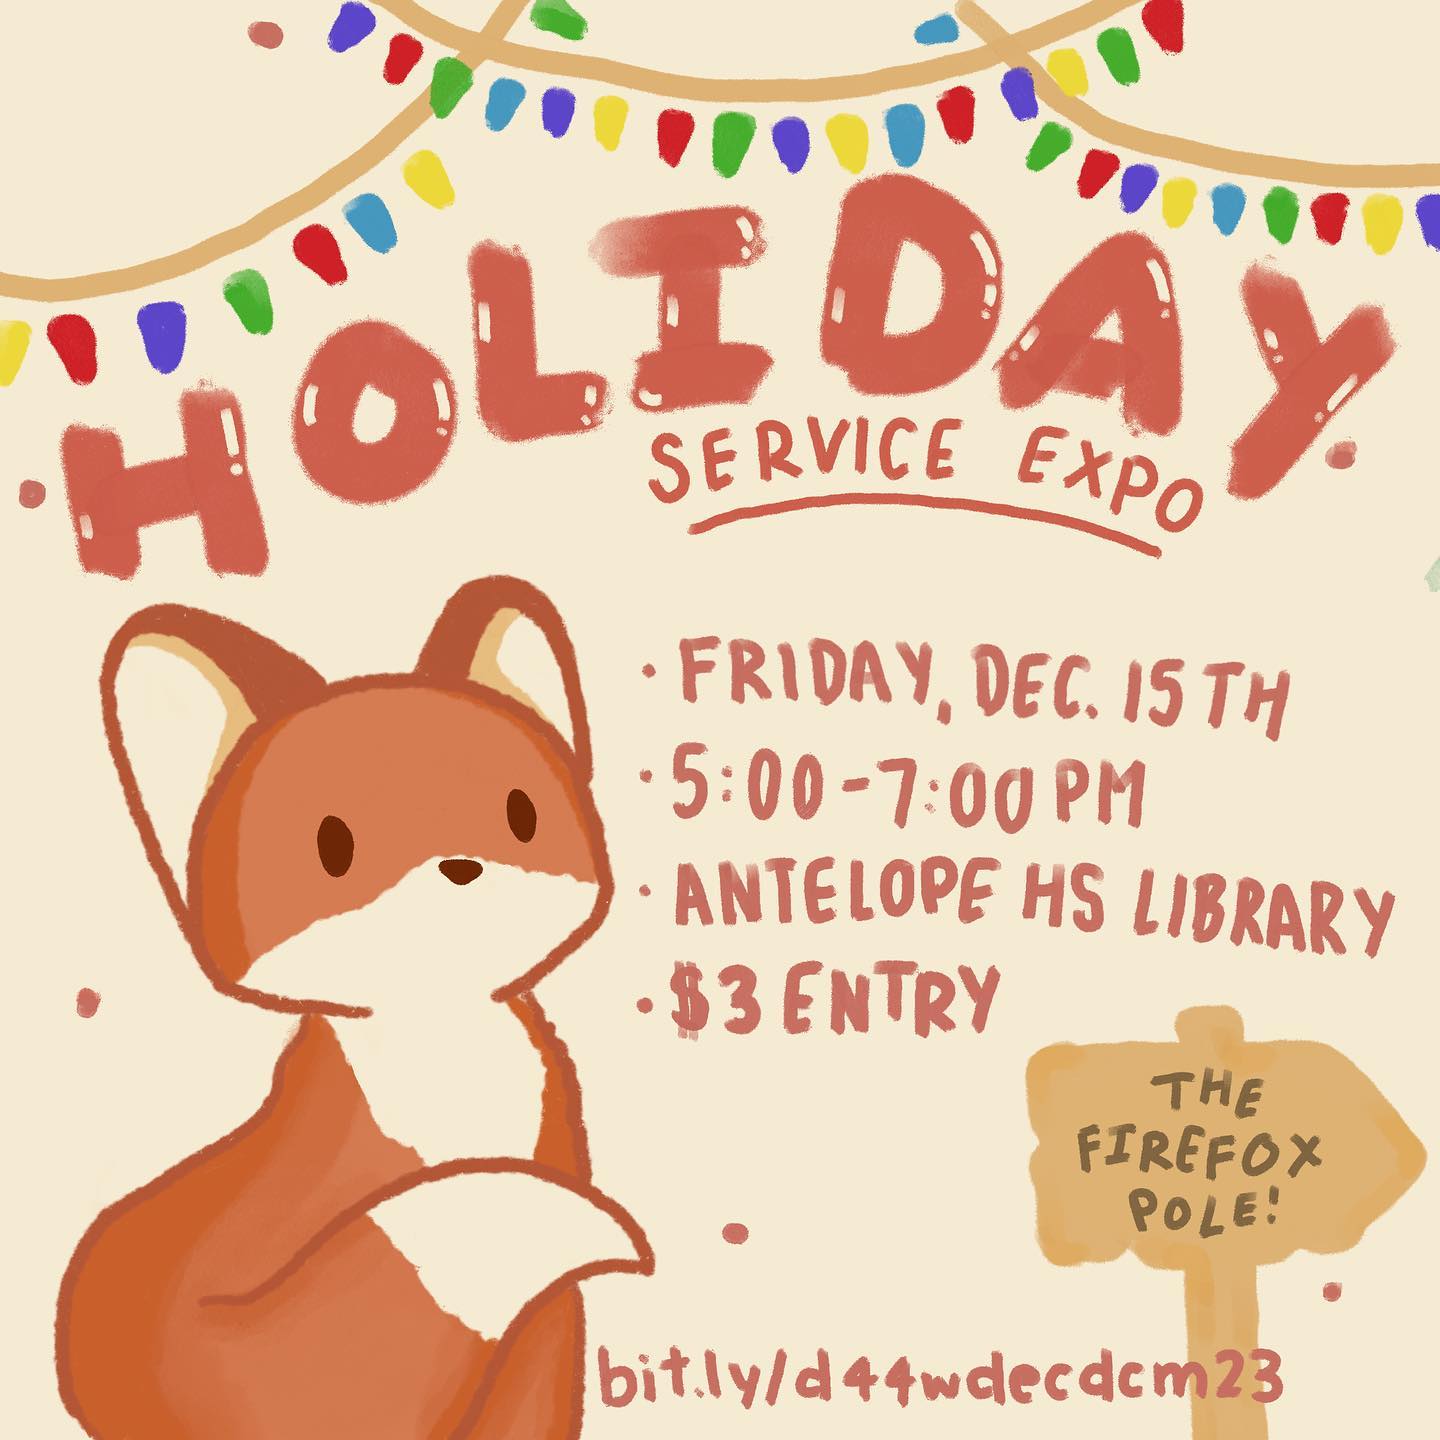 HOLIDAY
SERVICE EXPO
• FRIDAY, DEC. 15TH
• 5:00-7:00 PM
• ANTELOPE HS LIBRARY
• $3 ENTRY
THE
FIREFOX
POLE!
bit.ly/d44wdecdcm23